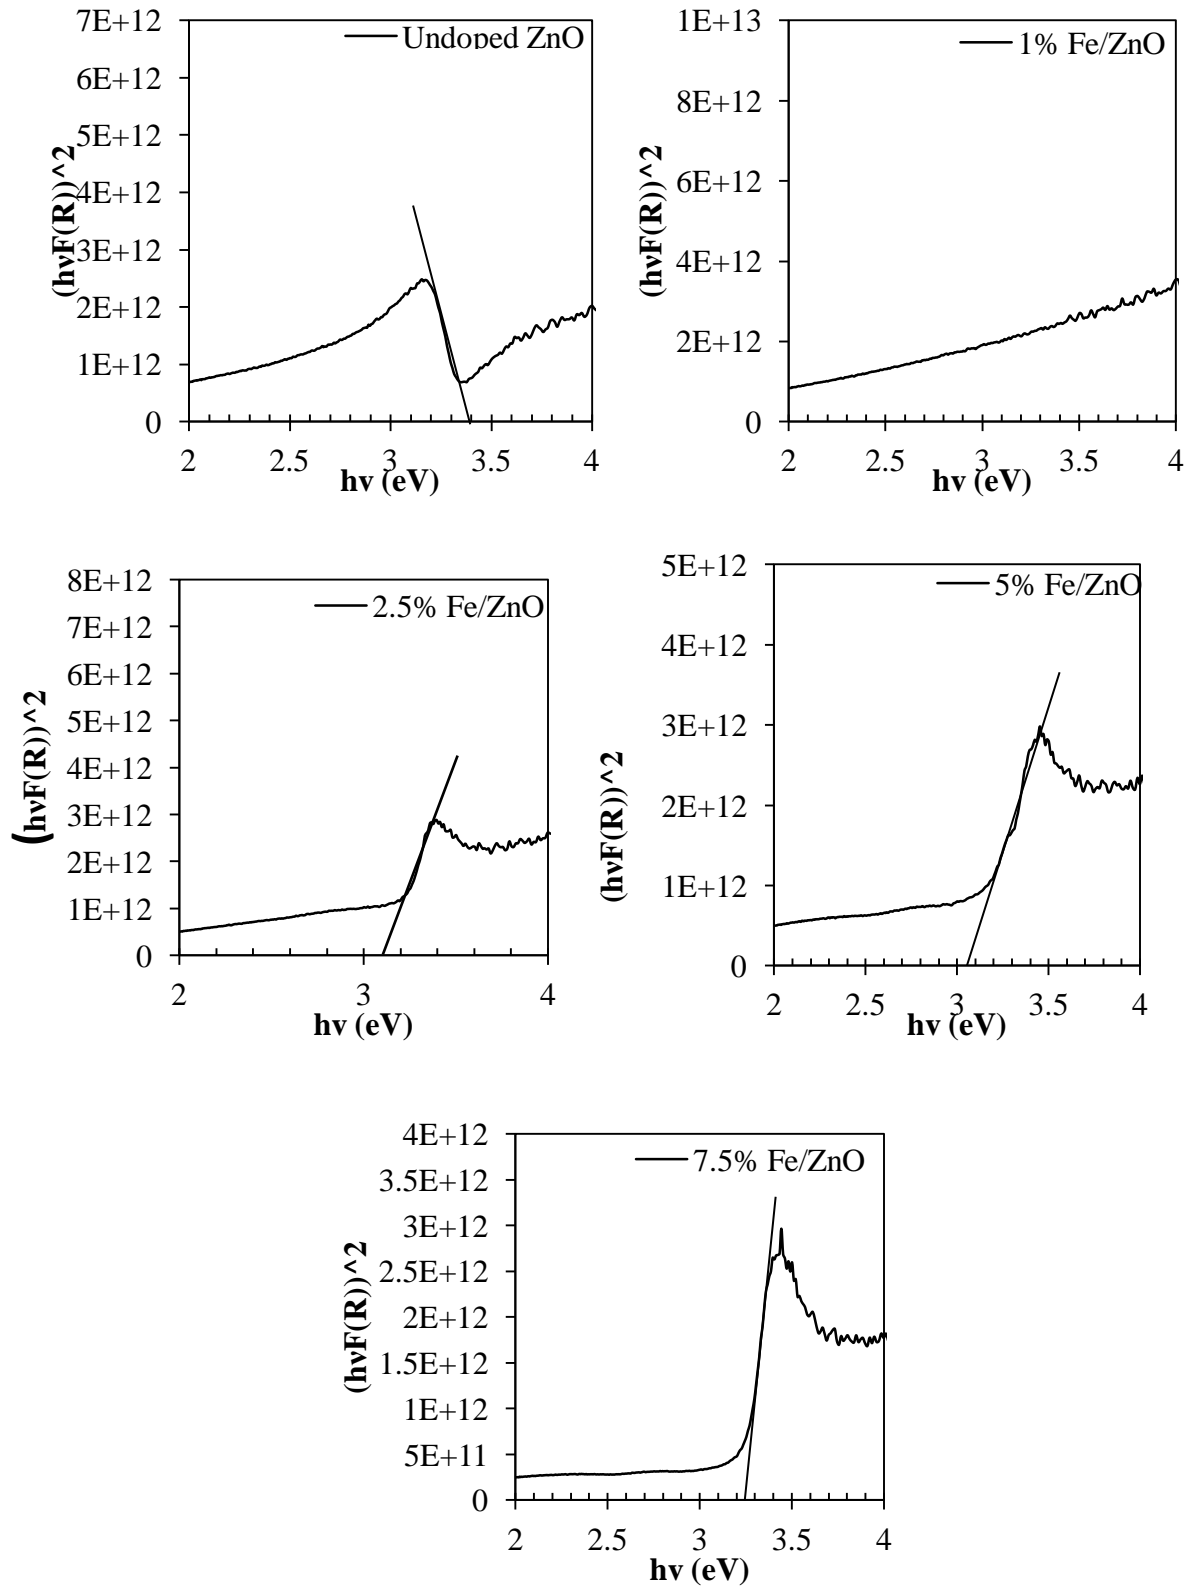 7E+12
6E+12
5E+12
4E+12
3E+12
2E+12
1E+12
0
(hνF(R))^2
Undoped ZnO
2 2.5 3 3.5 4
hν (eV)
1E+13
8E+12
6E+12
4E+12
2E+12
0
(hνF(R))^2
1% Fe/ZnO
2 2.5 3 3.5 4
hν (eV)
8E+12
7E+12
6E+12
5E+12
4E+12
3E+12
2E+12
1E+12
0
(hνF(R))^2
2.5% Fe/ZnO
2 3 4
hν (eV)
5E+12
4E+12
3E+12
2E+12
1E+12
0
(hνF(R))^2
5% Fe/ZnO
2 2.5 3 3.5 4
hν (eV)
4E+12
3.5E+12
3E+12
2.5E+12
2E+12
1.5E+12
1E+12
5E+11
0
(hνF(R))^2
7.5% Fe/ZnO
2 2.5 3 3.5 4
hν (eV)